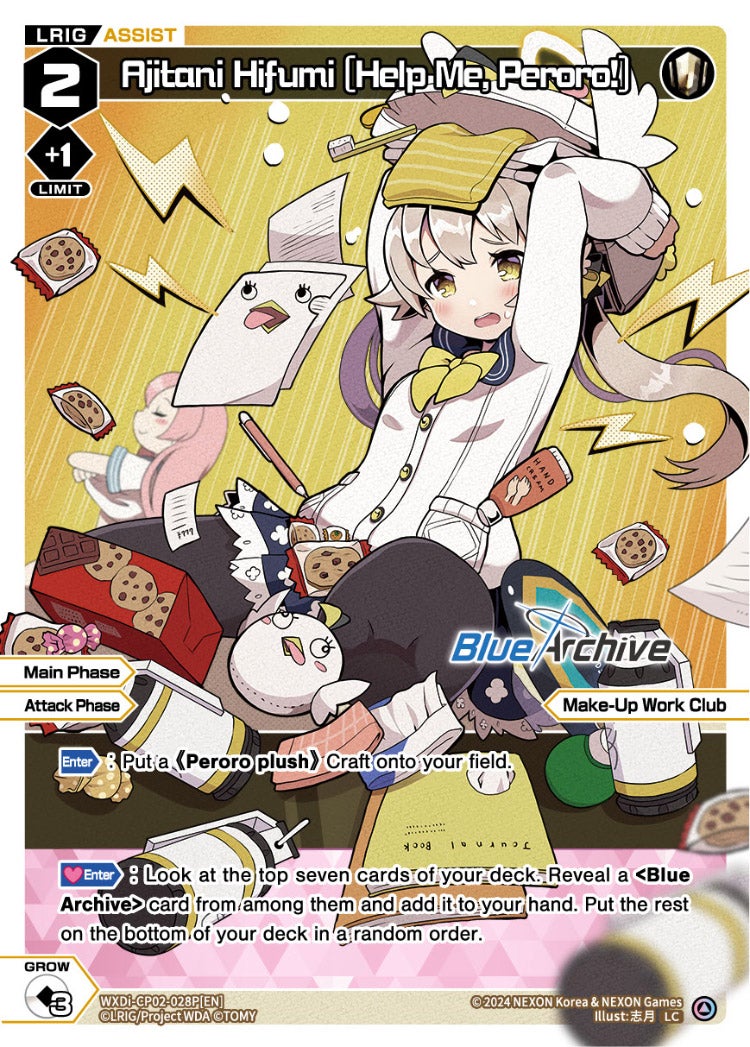 LRIG ASSIST
2
Ajitani Hifumi [Help Me, Peroro!]
+1
LIMIT
HAND
CREAM
Blue Archive
Main Phase
Attack Phase
Make-Up Work Club
Enter : Put a 《Peroro plush》 Craft onto your field.
Journal Book
Enter : Look at the top seven cards of your deck. Reveal a <Blue
Archive> card from among them and add it to your hand. Put the rest
on the bottom of your deck in a random order.
GROW
3
WXDi-CP02-028P[EN]
©LRIG/Project WDA ©TOMY
©2024 NEXON Korea & NEXON Games
Illust:志月 LC